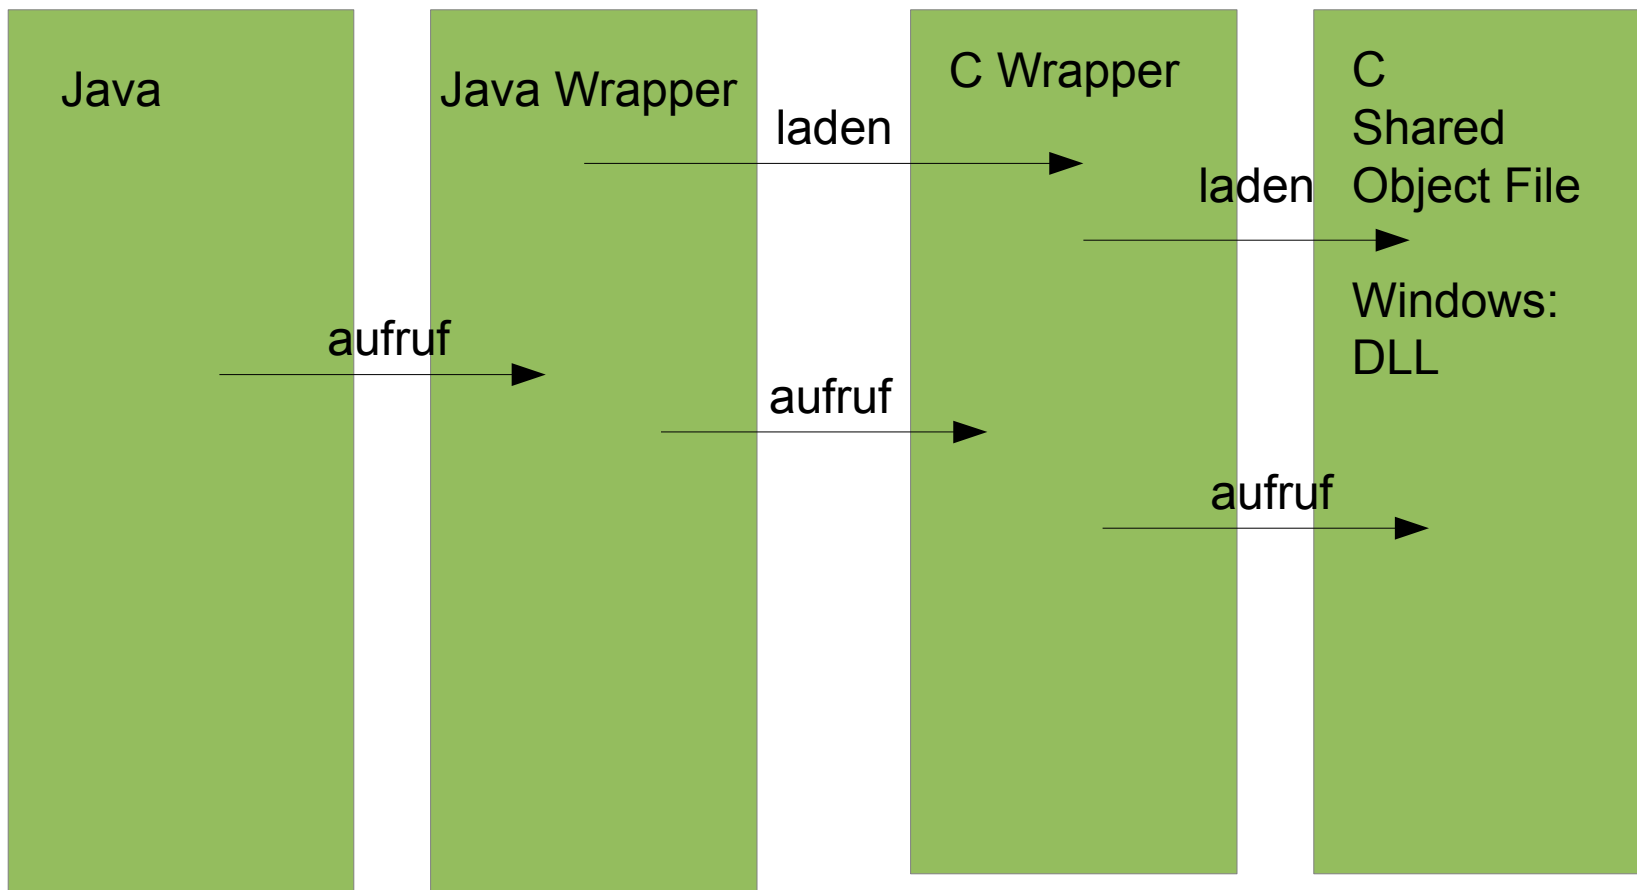 Java
Java Wrapper
C Wrapper
C
Shared
Object File
Windows:
DLL
laden
laden
aufruf
aufruf
aufruf